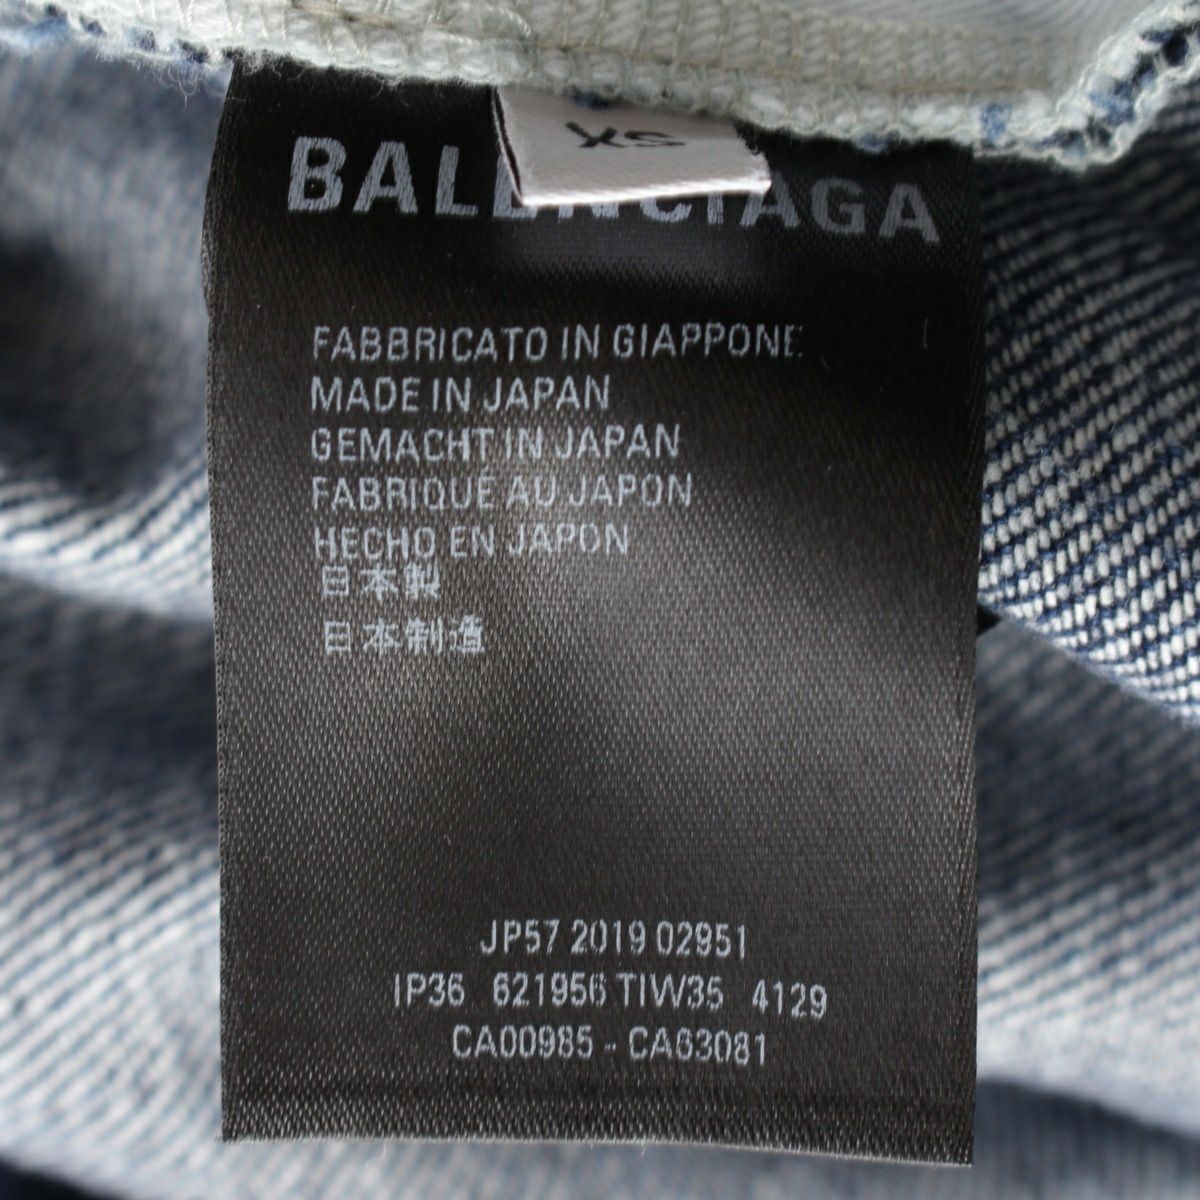 XS
BALENCIAGA
FABBRICATO IN GIAPPONE
MADE IN JAPAN
GEMACHT IN JAPAN
FABRIQUÉ AU JAPON
HECHO EN JAPON
日本製
日本制造
JP57 2019 02951
IP36 621956 TIW35 4129
CA00985 - CA63081